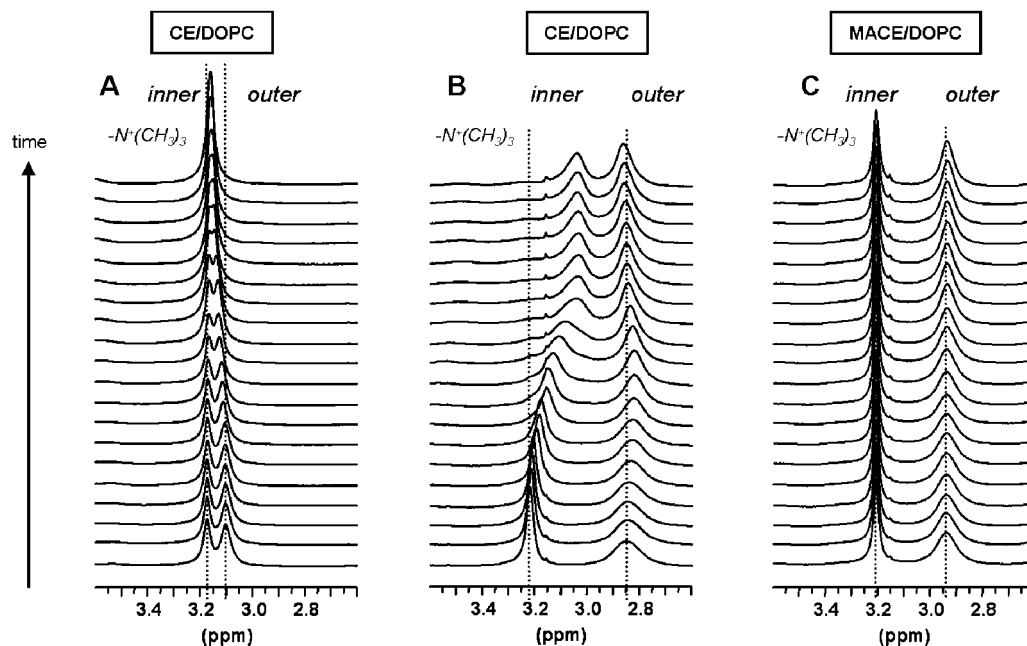 CE/DOPC
CE/DOPC
MACE/DOPC
A inner outer
B inner outer
C inner outer
-N⁺(CH₃)₃
-N⁺(CH₃)₃
-N⁺(CH₃)₃
time
3.4 3.2 3.0 2.8
3.4 3.2 3.0 2.8
3.4 3.2 3.0 2.8
(ppm)
(ppm)
(ppm)